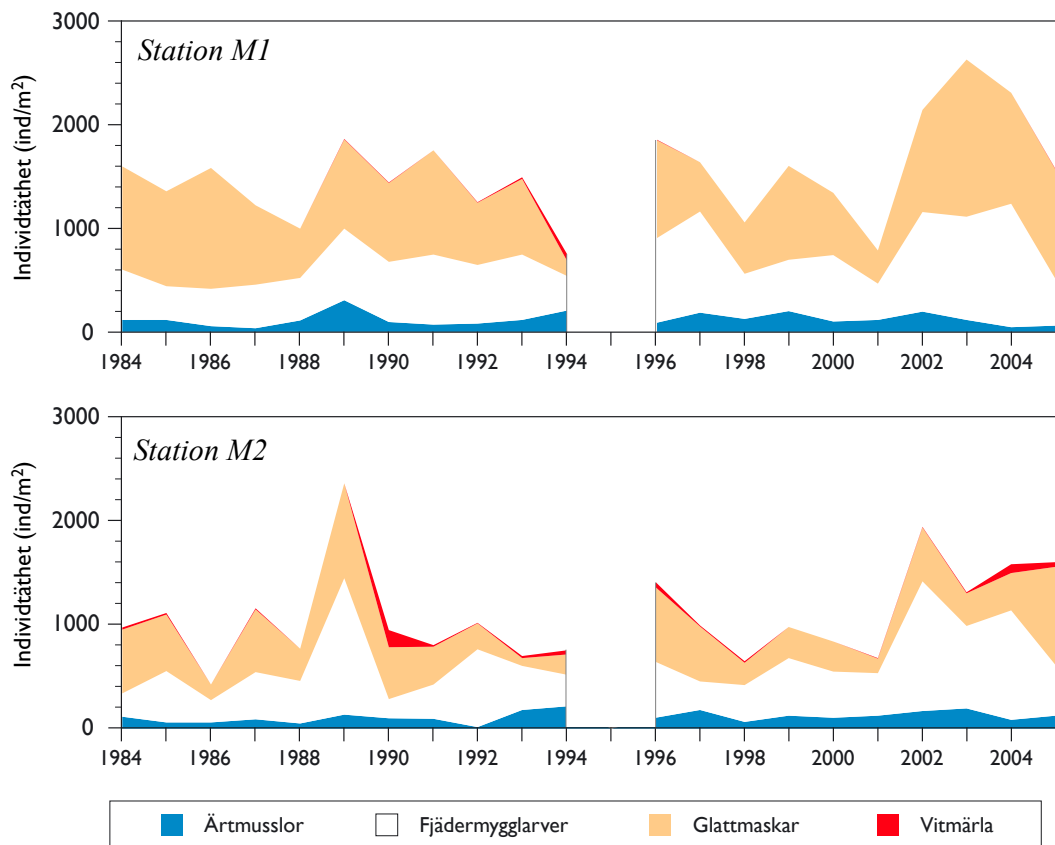 3000
Station M1
2000
1000
0
Individtäthet (ind/m²)
1984 1986 1988 1990 1992 1994 1996 1998 2000 2002 2004
3000
Station M2
2000
1000
0
Individtäthet (ind/m²)
1984 1986 1988 1990 1992 1994 1996 1998 2000 2002 2004
Ärtmusslor Fjädermygglarver Glattmaskar Vitmärla